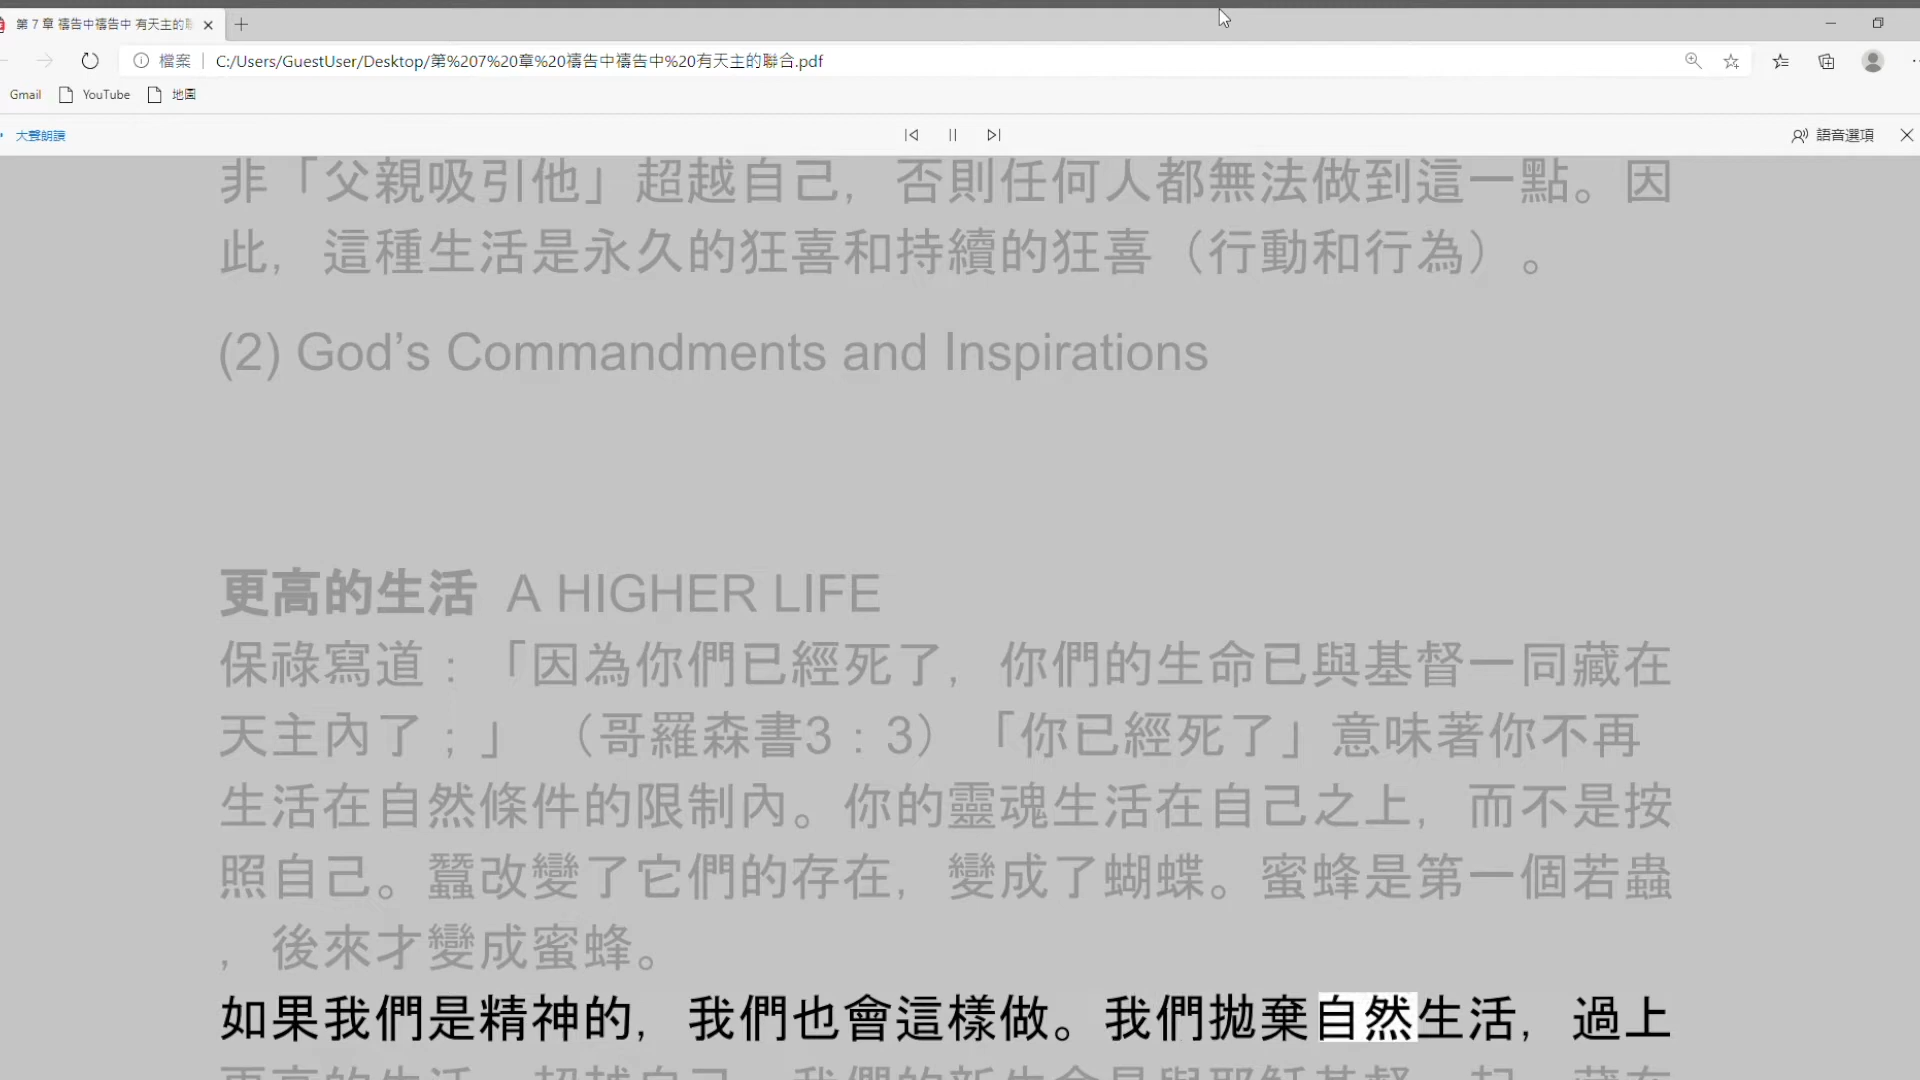 第 7 章 禱告中禱告中 有天主的
檔案 C:/Users/GuestUser/Desktop/第%207%20章%20禱告中禱告中%20有天主的聯合.pdf
Gmail YouTube 地圖
大聲朗讀 語音選項
非「父親吸引他」超越自己，否則任何人都無法做到這一點。因
此，這種生活是永久的狂喜和持續的狂喜（行動和行為）。
(2) God’s Commandments and Inspirations
更高的生活 A HIGHER LIFE
保祿寫道：「因為你們已經死了，你們的生命已與基督一同藏在
天主內了；」（哥羅森書3：3）「你已經死了」意味著你不再
生活在自然條件的限制內。你的靈魂生活在自己之上，而不是按
照自己。蠶改變了它們的存在，變成了蝴蝶。蜜蜂是第一個若蟲
，後來才變成蜜蜂。
如果我們是精神的，我們也會這樣做。我們拋棄自然生活，過上